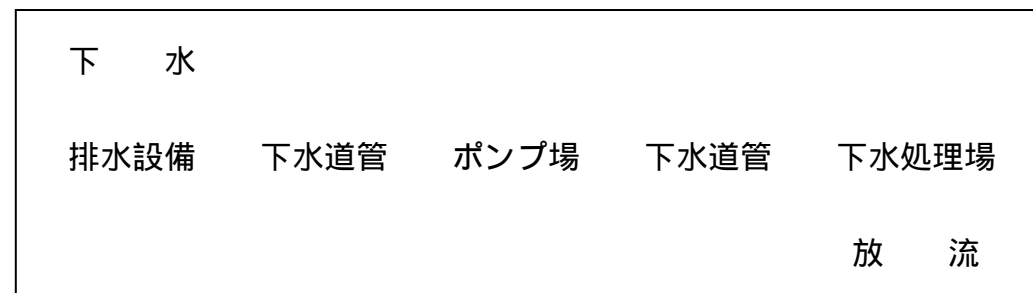 下　　水
排水設備　　下水道管　　ポンプ場　　下水道管　　下水処理場
放　　流